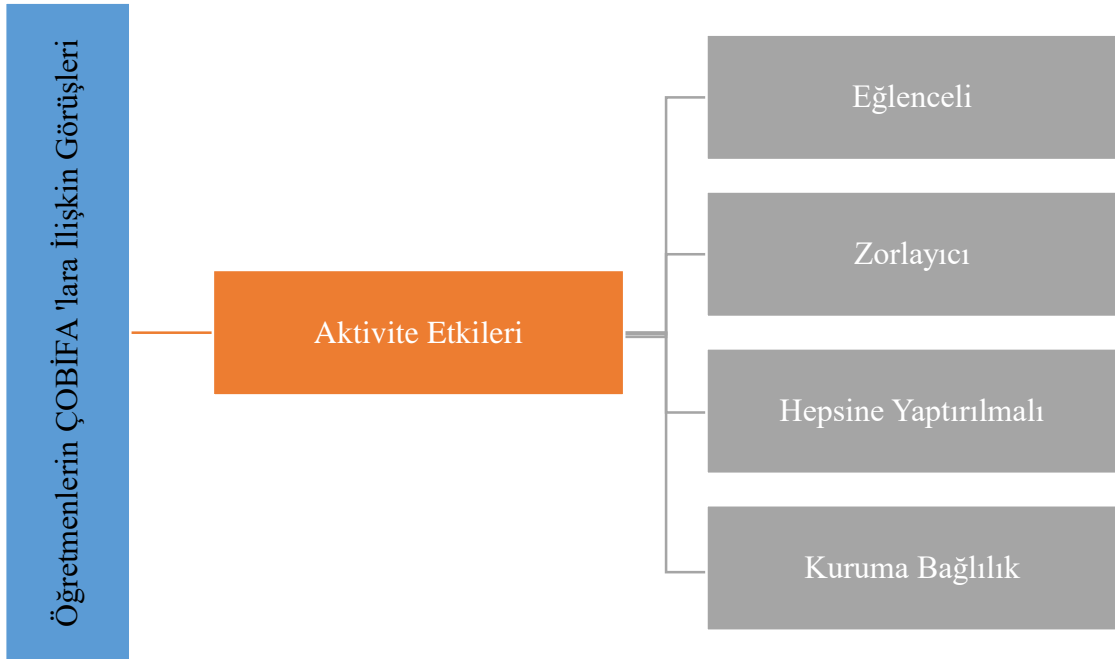 Öğretmenlerin ÇOBİFA 'lara İlişkin Görüşleri
Aktivite Etkileri
Eğlenceli
Zorlayıcı
Hepsine Yaptırılmalı
Kuruma Bağlılık